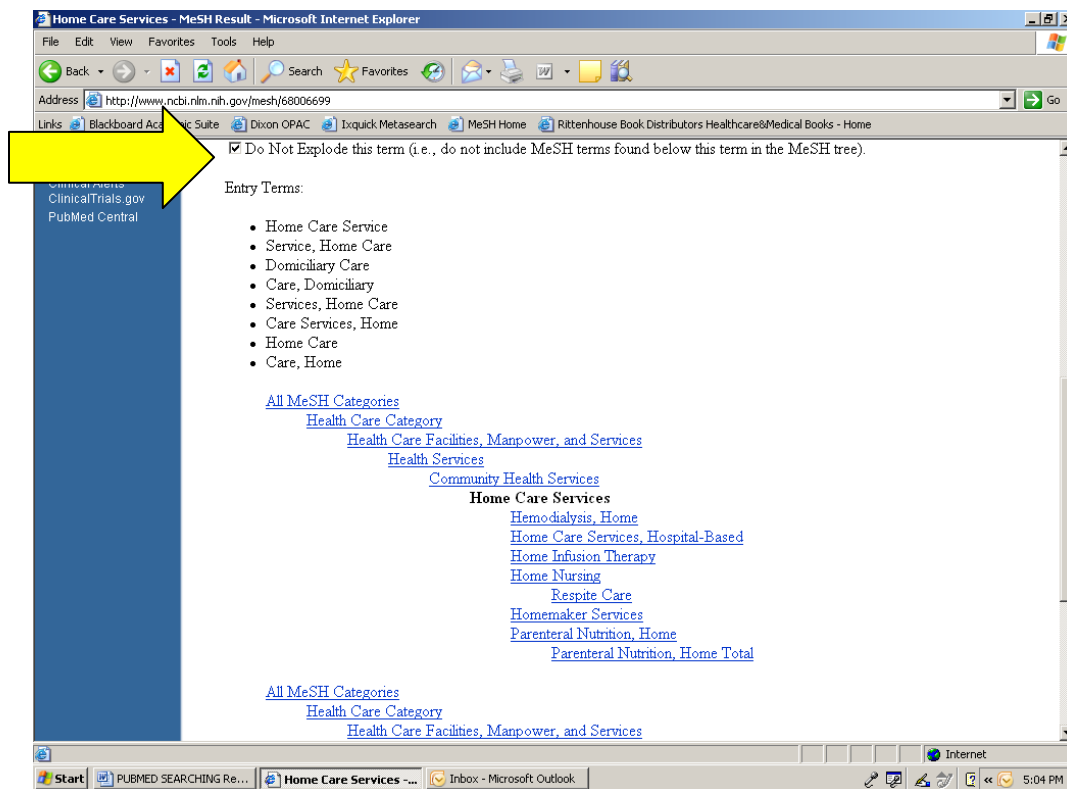 Home Care Services - MeSH Result - Microsoft Internet Explorer
File Edit View Favorites Tools Help
Back Search Favorites
Address http://www.ncbi.nlm.nih.gov/mesh/68006699 Go
Links Blackboard Academic Suite Dixon OPAC Ixquick Metasearch MeSH Home Rittenhouse Book Distributors Healthcare&Medical Books - Home
Do Not Explode this term (i.e., do not include MeSH terms found below this term in the MeSH tree).
Clinical Alerts
ClinicalTrials.gov
PubMed Central
Entry Terms:
• Home Care Service
• Service, Home Care
• Domiciliary Care
• Care, Domiciliary
• Services, Home Care
• Care Services, Home
• Home Care
• Care, Home
All MeSH Categories
Health Care Category
Health Care Facilities, Manpower, and Services
Health Services
Community Health Services
Home Care Services
Hemodialysis, Home
Home Care Services, Hospital-Based
Home Infusion Therapy
Home Nursing
Respite Care
Homemaker Services
Parenteral Nutrition, Home
Parenteral Nutrition, Home Total
All MeSH Categories
Health Care Category
Health Care Facilities, Manpower, and Services
Internet
Start PUBMED SEARCHING Re... Home Care Services -... Inbox - Microsoft Outlook 5:04 PM